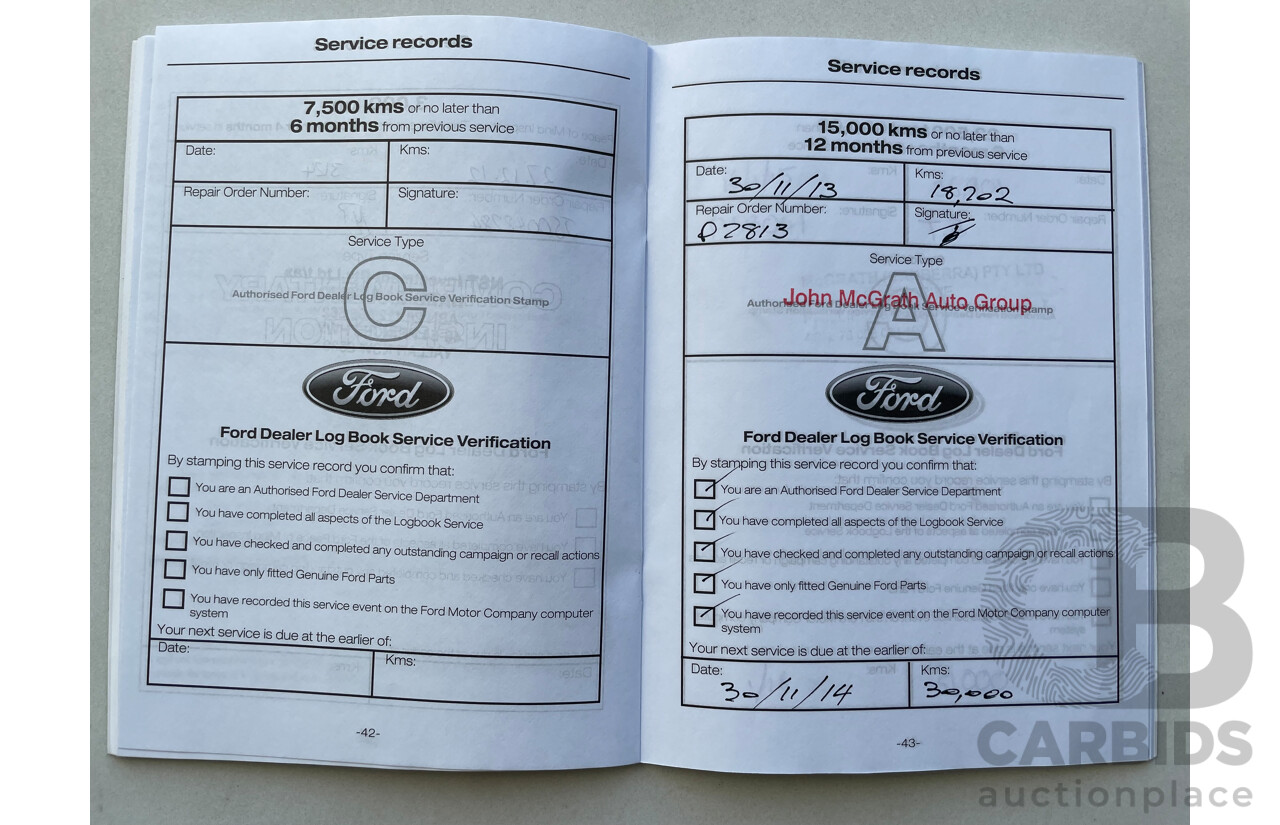 Service records
7,500 kms or no later than
6 months from previous service
Date:
Kms:
Repair Order Number:
Signature:
Service Type
C
Authorised Ford Dealer Log Book Service Verification Stamp
Ford
Ford Dealer Log Book Service Verification
By stamping this service record you confirm that:
You are an Authorised Ford Dealer Service Department
You have completed all aspects of the Logbook Service
You have checked and completed any outstanding campaign or recall actions
You have only fitted Genuine Ford Parts
You have recorded this service event on the Ford Motor Company computer
system
Your next service is due at the earlier of:
Date:
Kms:
-42-
Service records
15,000 kms or no later than
12 months from previous service
Date: 30/11/13
Kms: 18,202
Repair Order Number:
P2813
Signature:
Service Type
A
Authorised Ford Dealer Log Book Service Verification Stamp
John McGrath Auto Group
Ford
Ford Dealer Log Book Service Verification
By stamping this service record you confirm that:
You are an Authorised Ford Dealer Service Department
You have completed all aspects of the Logbook Service
You have checked and completed any outstanding campaign or recall actions
You have only fitted Genuine Ford Parts
You have recorded this service event on the Ford Motor Company computer
system
Your next service is due at the earlier of:
Date: 30/11/14
Kms: 30,000
-43-
CB
CARBIDS
auctionplace